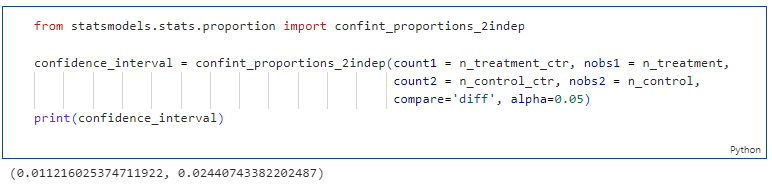 from statsmodels.stats.proportion import confint_proportions_2indep
confidence_interval = confint_proportions_2indep(count1 = n_treatment_ctr, nobs1 = n_treatment,
count2 = n_control_ctr, nobs2 = n_control,
compare='diff', alpha=0.05)
print(confidence_interval)
Python
(0.011216025374711922, 0.02440743382202487)